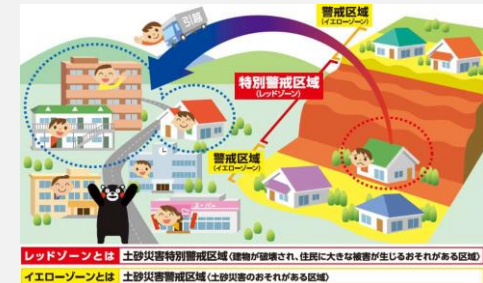 警戒区域
(イエローゾーン)
引越
特別警戒区域
(レッドゾーン)
警戒区域
(イエローゾーン)
スーパー
レッドゾーンとは 土砂災害特別警戒区域(建物が破壊され、住民に大きな被害が生じるおそれがある区域)
イエローゾーンとは 土砂災害警戒区域(土砂災害のおそれがある区域)